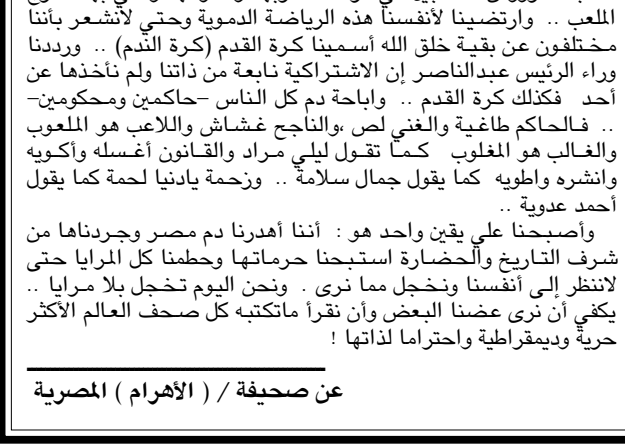 الملعب .. وارتضينا لأنفسنا هذه الرياضة الدموية وحتي لانشعر بأننا
مختلفون عن بقية خلق الله أسمينا كرة القدم (كرة الندم) .. ورددنا
وراء الرئيس عبدالناصر إن الاشتراكية نابعة من ذاتنا ولم نأخذها عن
أحد فكذلك كرة القدم .. واباحة دم كل الناس –حاكمين ومحكومين–
.. فالحاكم طاغية والغني لص ،والناجح غشاش واللاعب هو الملعوب
والغالب هو المغلوب كما تقول ليلي مراد والقانون أغسله وأكويه
وانشره واطويه كما يقول جمال سلامة .. وزحمة يادنيا لحمة كما يقول
أحمد عدوية ..
وأصبحنا علي يقين واحد هو : أننا أهدرنا دم مصر وجردناها من
شرف التاريخ والحضارة استبحنا حرماتها وحطمنا كل المرايا حتى
لاننظر إلى أنفسنا ونخجل مما نرى . ونحن اليوم نخجل بلا مرايا ..
يكفي أن نرى عضنا البعض وأن نقرأ ماتكتبه كل صحف العالم الأكثر
حرية وديمقراطية واحتراما لذاتها !
عن صحيفة / ( الأهرام ) المصرية